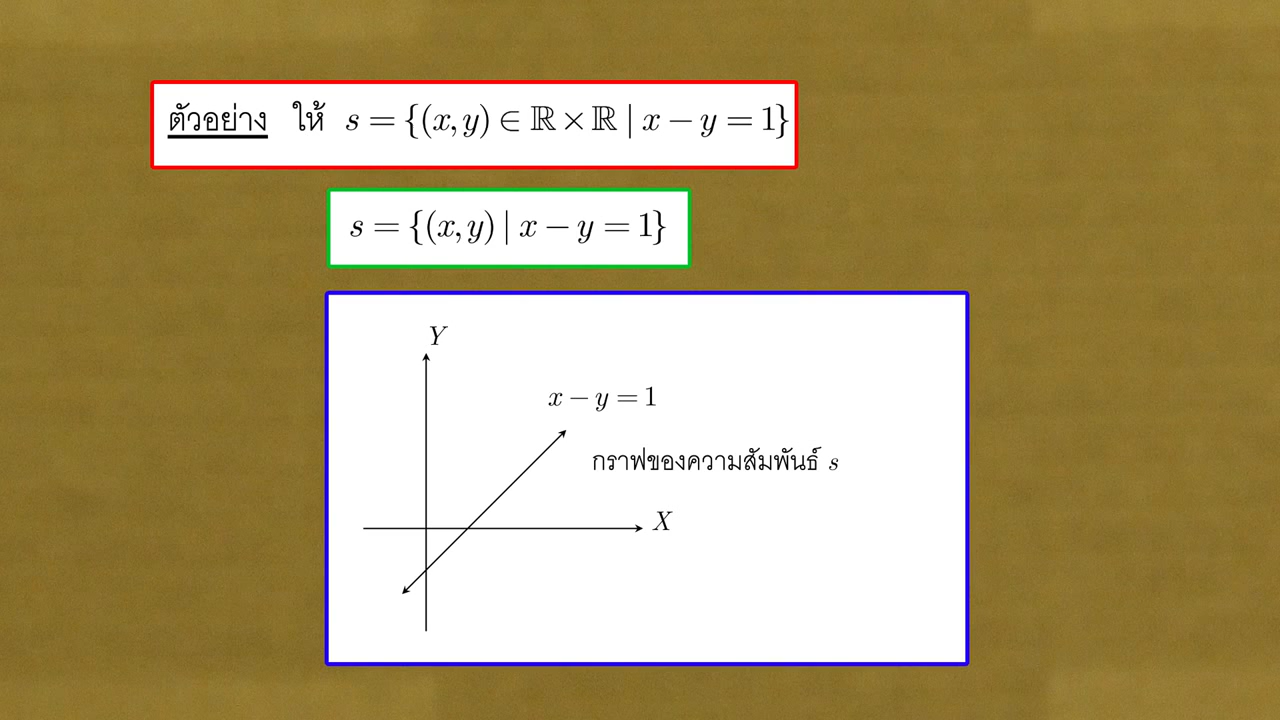 ตัวอย่าง ให้ s = {(x, y) ∈ ℝ × ℝ | x − y = 1}
s = {(x, y) | x − y = 1}
Y
x − y = 1
กราฟของความสัมพันธ์ s
X